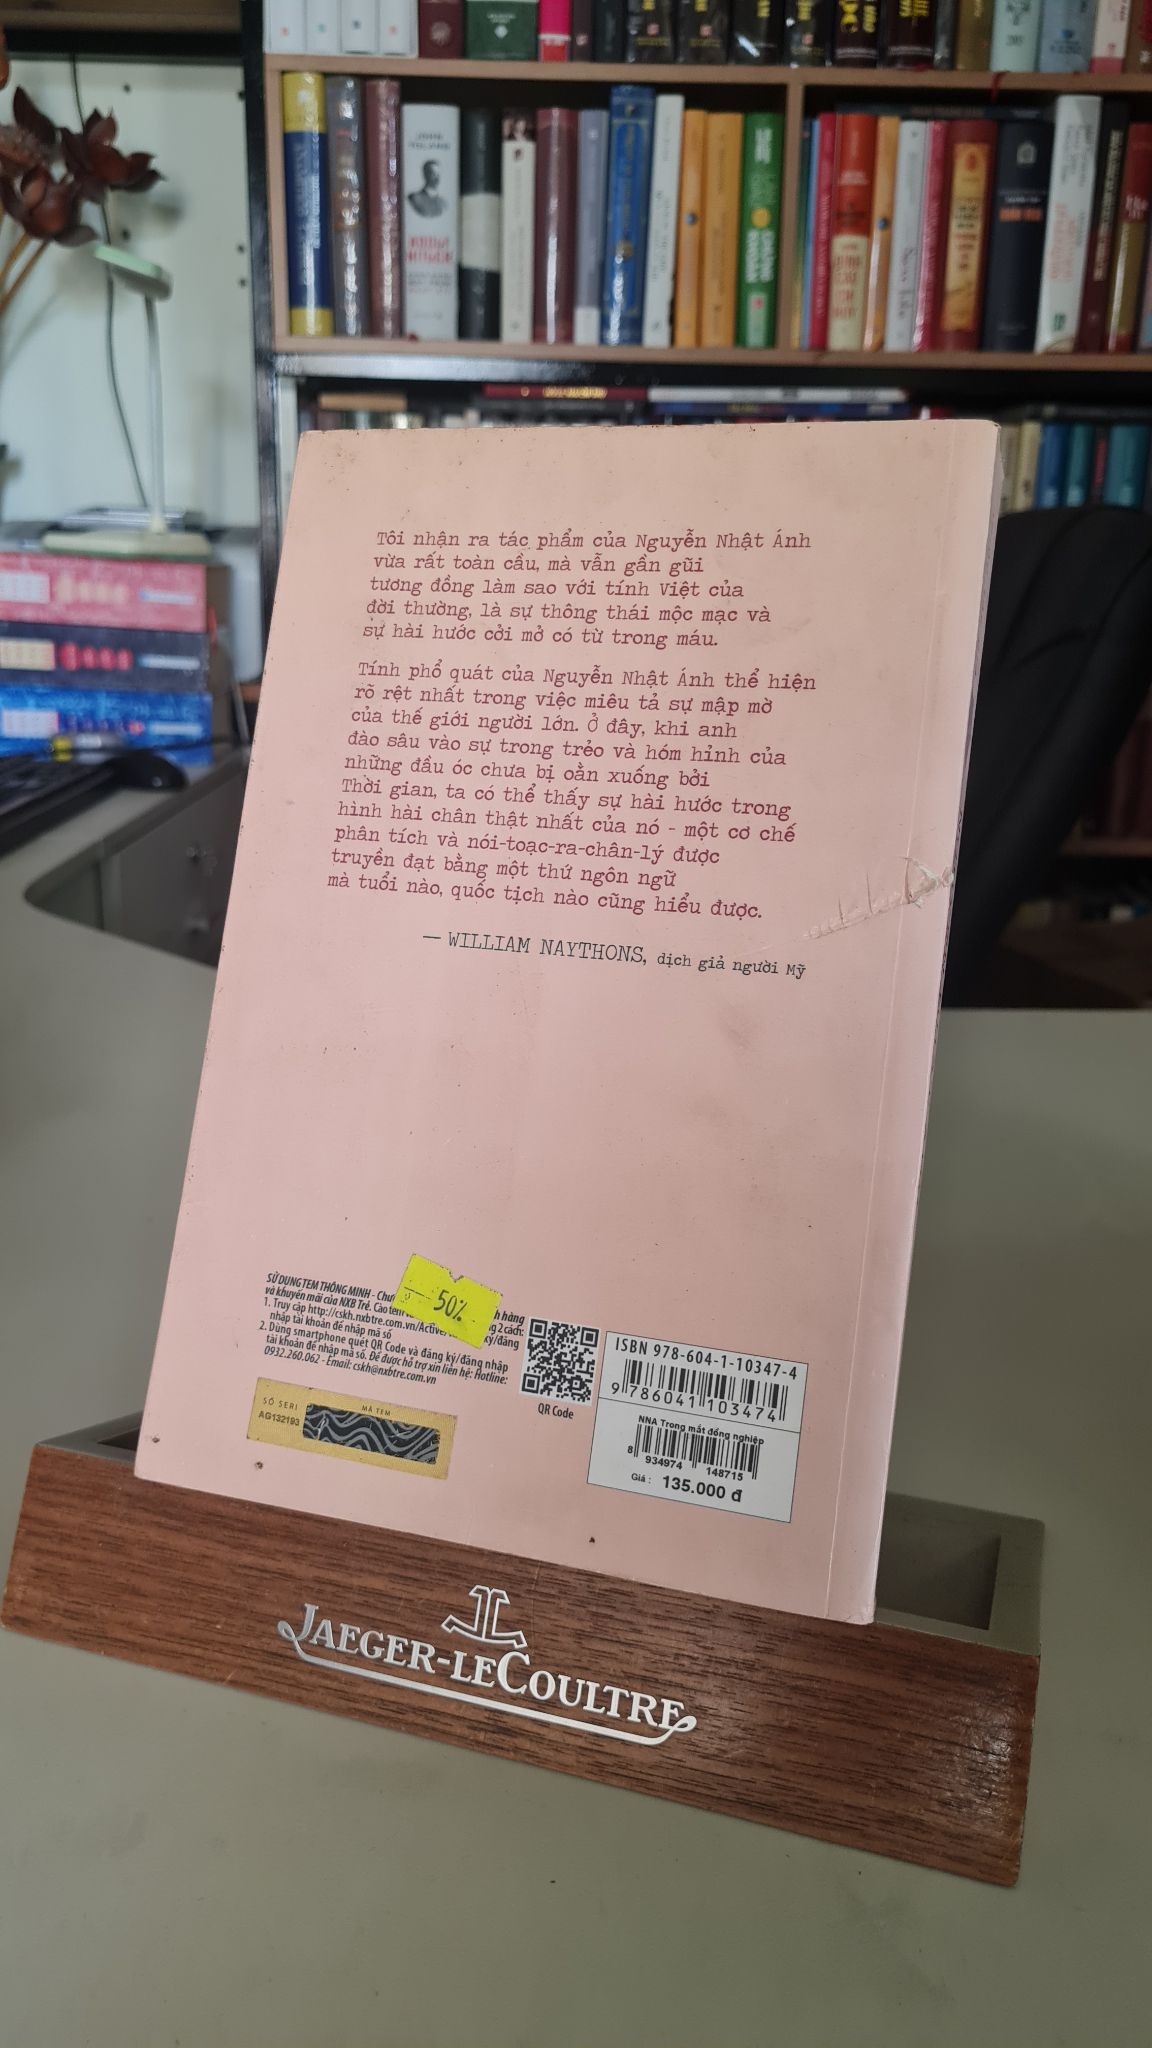 JOHN
TOLAND
Tôi nhận ra tác phẩm của Nguyễn Nhật Ánh
vừa rất toàn cầu, mà vẫn gần gũi
tương đồng làm sao với tính Việt của
đời thường, là sự thông thái mộc mạc và
sự hài hước cởi mở có từ trong máu.
Tính phổ quát của Nguyễn Nhật Ánh thể hiện
rõ rệt nhất trong việc miêu tả sự mập mờ
của thế giới người lớn. Ở đây, khi anh
đào sâu vào sự trong trẻo và hóm hỉnh của
những đầu óc chưa bị oằn xuống bởi
Thời gian, ta có thể thấy sự hài hước trong
hình hài chân thật nhất của nó - một cơ chế
phân tích và nói-toạc-ra-chân-lý được
truyền đạt bằng một thứ ngôn ngữ
mà tuổi nào, quốc tịch nào cũng hiểu được.
— WILLIAM NAYTHONS, dịch giả người Mỹ
SỬ DỤNG TEM THÔNG MINH - h hàng
và khuyến mãi của NXB Trẻ. Cào tem g 2 cách:
1. Truy cập http://cskh.nxbtre.com.vn/Active/ ký/đăng
nhập tài khoản để nhập mã số
2. Dùng smartphone quét QR Code và đăng ký/đăng nhập
tài khoản để nhập mã số. Để được hỗ trợ xin liên hệ: Hotline:
0932.260.062 - Email: cskh@nxbtre.com.vn
50%
QR Code
SỐ SERI
AG132193
MÃ TEM
ISBN 978-604-1-10347-4
9 786041 103474
NNA Trong mắt đồng nghiệp
8 934974 148715
Giá : 135.000 đ
JAEGER-LECOULTRE